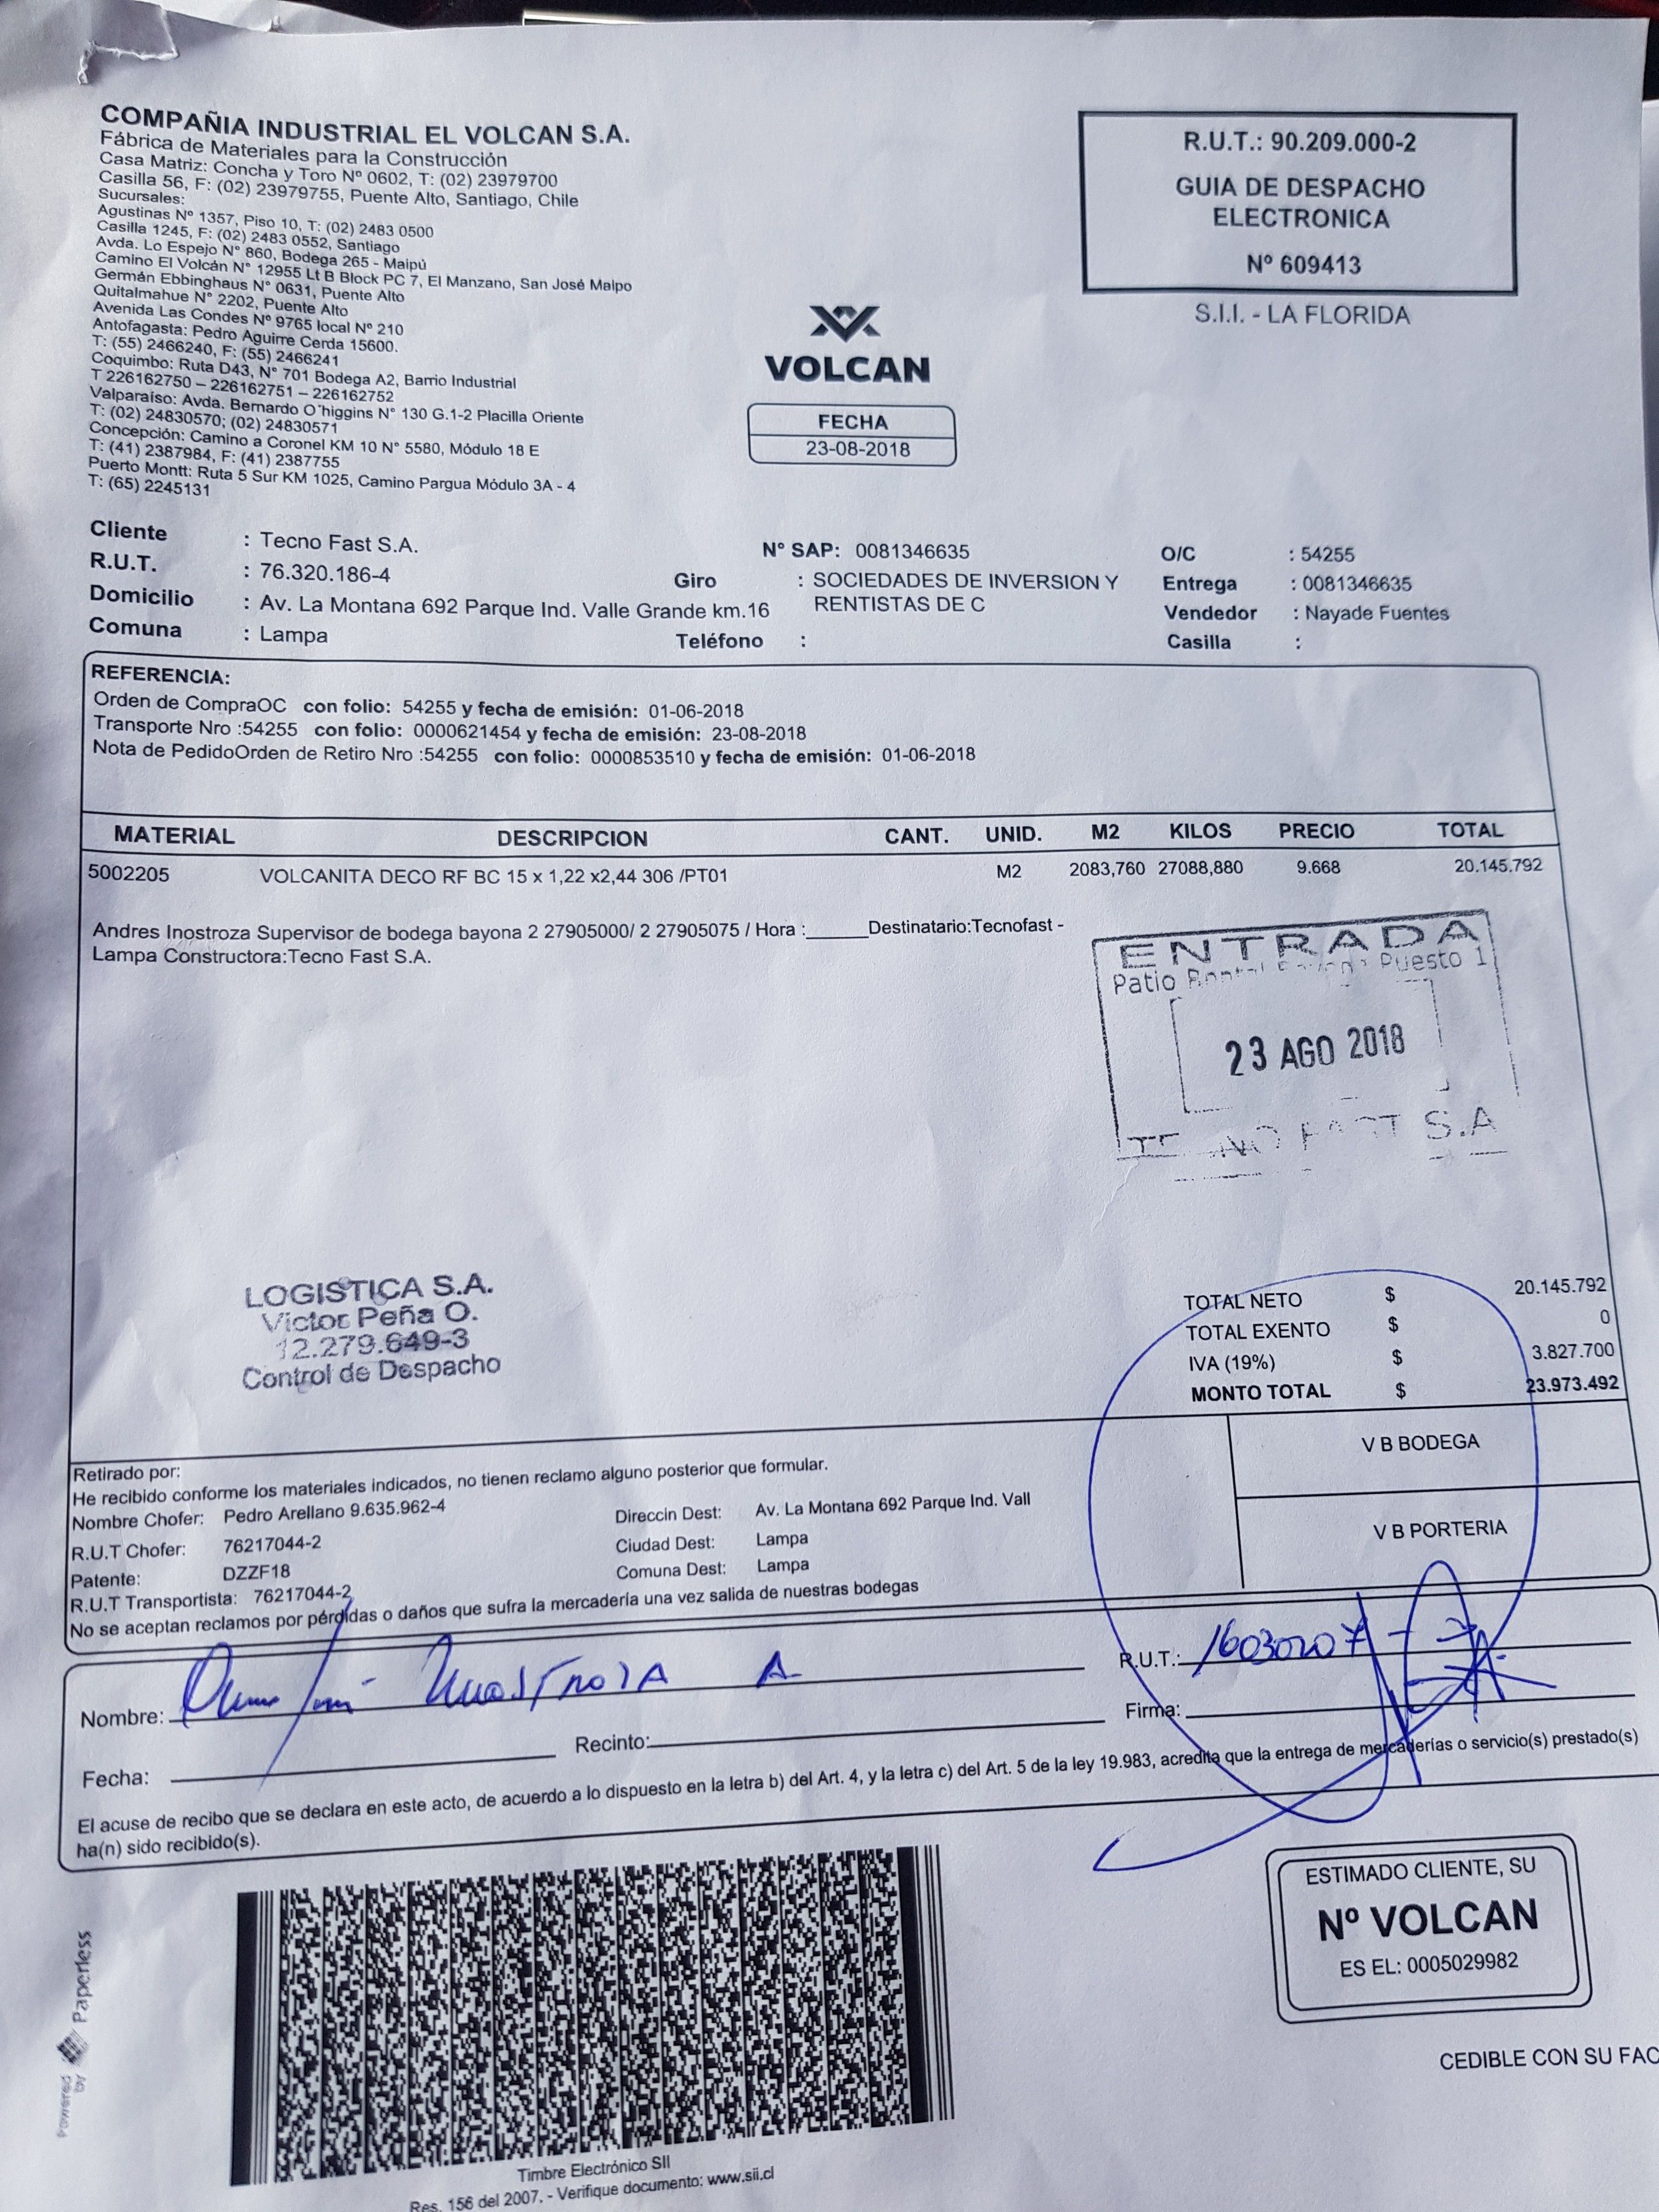 COMPAÑIA INDUSTRIAL EL VOLCAN S.A.
Fábrica de Materiales para la Construcción
Casa Matriz: Concha y Toro Nº 0602, T: (02) 23979700
Casilla 56, F: (02) 23979755, Puente Alto, Santiago, Chile
Sucursales:
Agustinas Nº 1357, Piso 10, T: (02) 2483 0500
Casilla 1245, F: (02) 2483 0552, Santiago
Avda. Lo Espejo N° 860, Bodega 265 - Maipú
Camino El Volcán N° 12955 Lt B Block PC 7, El Manzano, San José Maipo
Germán Ebbinghaus N° 0631, Puente Alto
Quitalmahue N° 2202, Puente Alto
Avenida Las Condes Nº 9765 local Nº 210
Antofagasta: Pedro Aguirre Cerda 15600.
T: (55) 2466240, F: (55) 2466241
Coquimbo: Ruta D43, N° 701 Bodega A2, Barrio Industrial
T 226162750 – 226162751 – 226162752
Valparaíso: Avda. Bernardo O´higgins N° 130 G.1-2 Placilla Oriente
T: (02) 24830570; (02) 24830571
Concepción: Camino a Coronel KM 10 N° 5580, Módulo 18 E
T: (41) 2387984, F: (41) 2387755
Puerto Montt: Ruta 5 Sur KM 1025, Camino Pargua Módulo 3A - 4
T: (65) 2245131
R.U.T.: 90.209.000-2
GUIA DE DESPACHO
ELECTRONICA
Nº 609413
S.I.I. - LA FLORIDA
VOLCAN
FECHA
23-08-2018
Cliente : Tecno Fast S.A.
R.U.T. : 76.320.186-4
Domicilio : Av. La Montana 692 Parque Ind. Valle Grande km.16
Comuna : Lampa
N° SAP: 0081346635
Giro : SOCIEDADES DE INVERSION Y
RENTISTAS DE C
Teléfono :
O/C : 54255
Entrega : 0081346635
Vendedor : Nayade Fuentes
Casilla :
REFERENCIA:
Orden de CompraOC con folio: 54255 y fecha de emisión: 01-06-2018
Transporte Nro :54255 con folio: 0000621454 y fecha de emisión: 23-08-2018
Nota de PedidoOrden de Retiro Nro :54255 con folio: 0000853510 y fecha de emisión: 01-06-2018
MATERIAL DESCRIPCION CANT. UNID. M2 KILOS PRECIO TOTAL
5002205 VOLCANITA DECO RF BC 15 x 1,22 x2,44 306 /PT01 M2 2083,760 27088,880 9.668 20.145.792
Andres Inostroza Supervisor de bodega bayona 2 27905000/ 2 27905075 / Hora :______Destinatario:Tecnofast -
Lampa Constructora:Tecno Fast S.A.
ENTRADA
Patio Puesto 1
23 AGO 2018
TECNO FAST S.A
LOGISTICA S.A.
Victor Peña O.
12.279.649-3
Control de Despacho
TOTAL NETO $ 20.145.792
TOTAL EXENTO $ 0
IVA (19%) $ 3.827.700
MONTO TOTAL $ 23.973.492
V B BODEGA
V B PORTERIA
Retirado por:
He recibido conforme los materiales indicados, no tienen reclamo alguno posterior que formular.
Nombre Chofer: Pedro Arellano 9.635.962-4
R.U.T Chofer: 76217044-2
Patente: DZZF18
R.U.T Transportista: 76217044-2
Direccin Dest: Av. La Montana 692 Parque Ind. Vall
Ciudad Dest: Lampa
Comuna Dest: Lampa
No se aceptan reclamos por pérdidas o daños que sufra la mercadería una vez salida de nuestras bodegas
Nombre: Inostroza A
R.U.T.: 16030207-
Fecha:
Recinto:
Firma:
El acuse de recibo que se declara en este acto, de acuerdo a lo dispuesto en la letra b) del Art. 4, y la letra c) del Art. 5 de la ley 19.983, acredita que la entrega de mercaderías o servicio(s) prestado(s)
ha(n) sido recibido(s).
Powered by Paperless
Timbre Electrónico SII
Res. 156 del 2007. - Verifique documento: www.sii.cl
ESTIMADO CLIENTE, SU
Nº VOLCAN
ES EL: 0005029982
CEDIBLE CON SU FAC